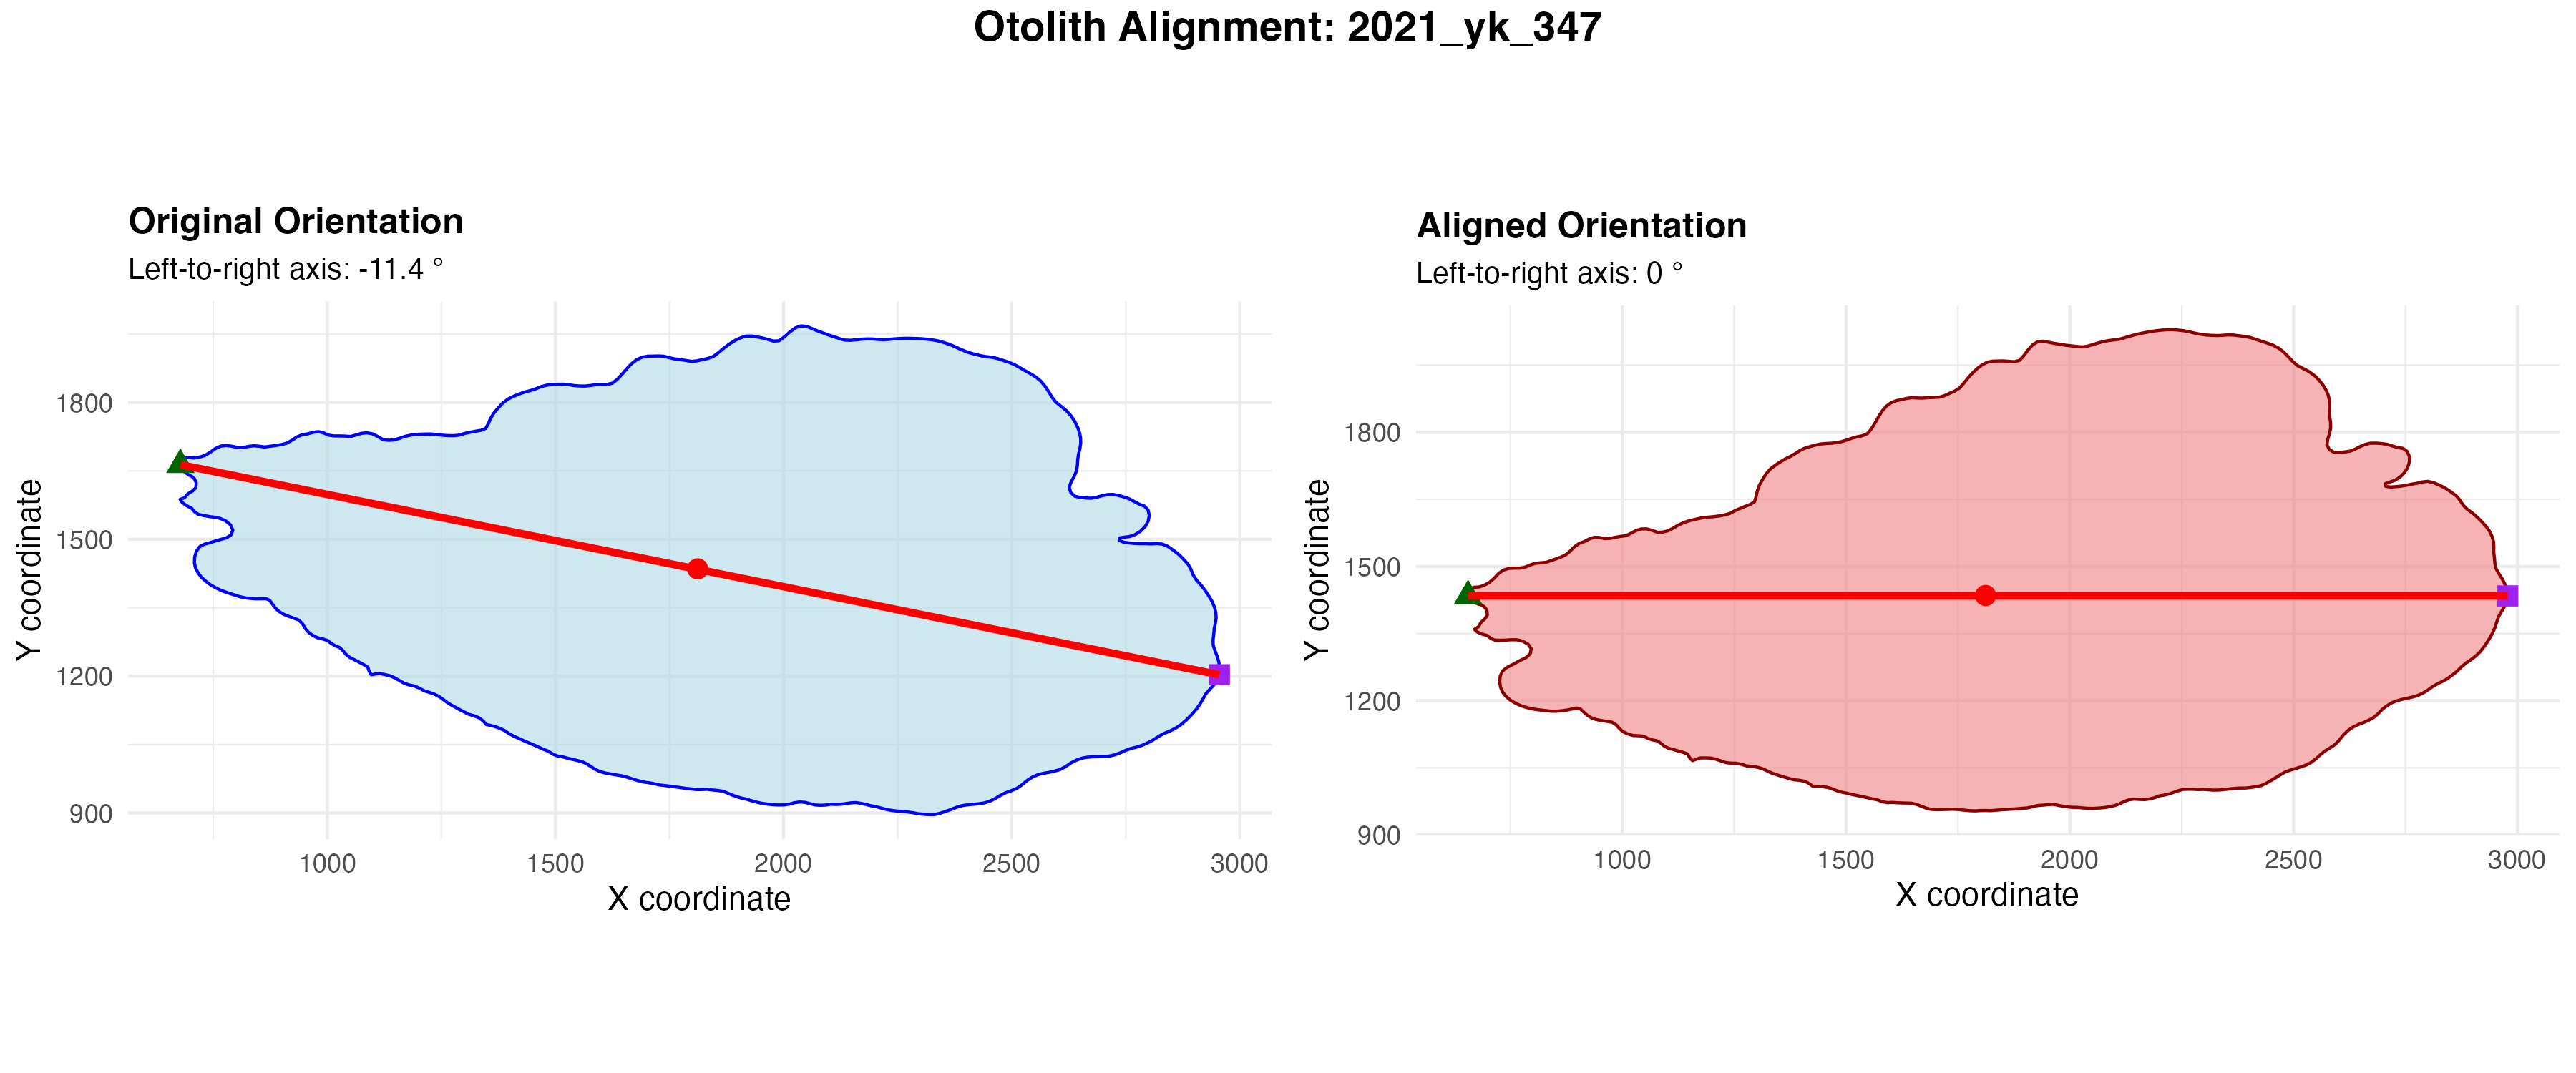 Otolith Alignment: 2021_yk_347
Original Orientation
Left-to-right axis: -11.4 °
Y coordinate
1800
1500
1200
900
1000 1500 2000 2500 3000
X coordinate
Aligned Orientation
Left-to-right axis: 0 °
Y coordinate
1800
1500
1200
900
1000 1500 2000 2500 3000
X coordinate